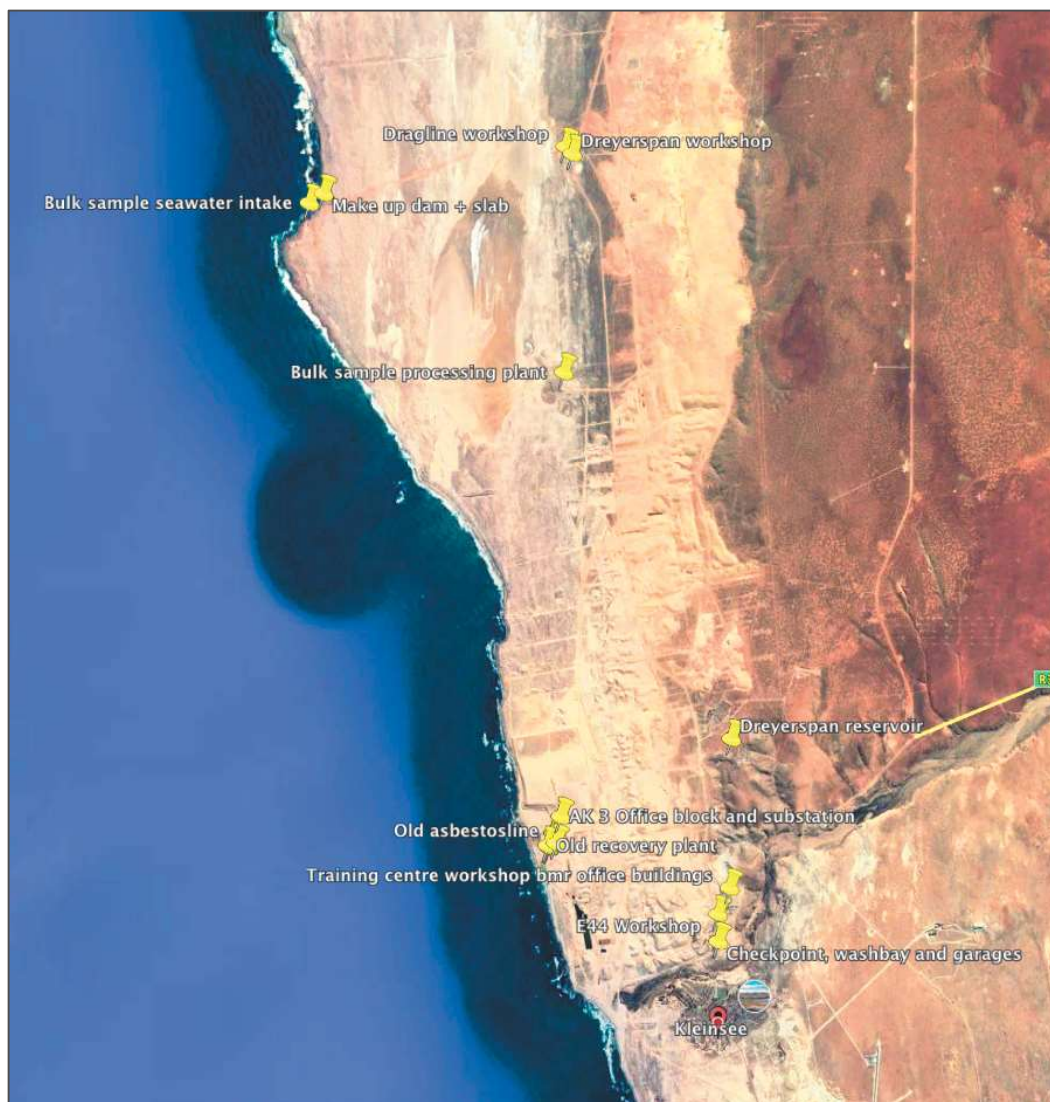 Dragline workshop
Dreyerspan workshop
Bulk sample seawater intake
Make up dam + slab
Bulk sample processing plant
Dreyerspan reservoir
AK 3 Office block and substation
Old asbestosline
Old recovery plant
Training centre workshop bmr office buildings
E44 Workshop
Checkpoint, washbay and garages
Kleinsee